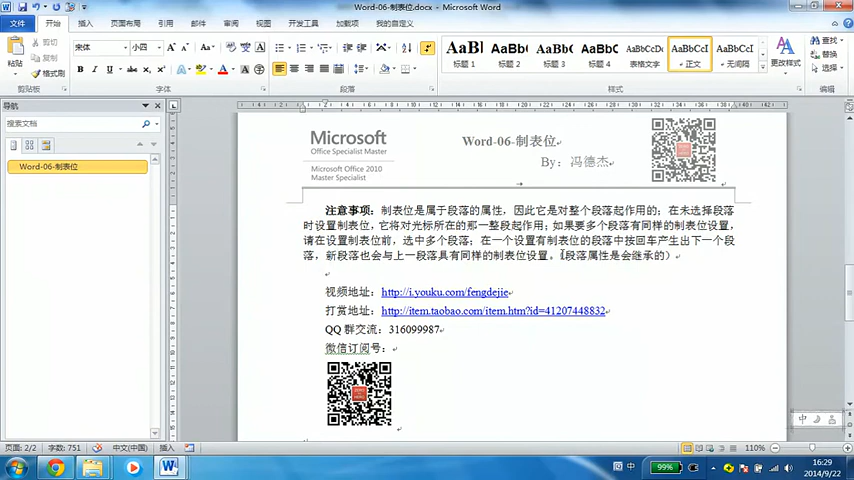 Word-06-制表位.docx - Microsoft Word
文件 开始 插入 页面布局 引用 邮件 审阅 视图 开发工具 加载项 我的自定义
粘贴 剪切 复制 格式刷
宋体 小四
标题 1 标题 2 标题 3 标题 4 表格文字 正文 无间隔
更改样式
查找 替换 选择
剪贴板 字体 段落 样式 编辑
导航
搜索文档
Word-06-制表位
Microsoft
Office Specialist Master
Microsoft Office 2010
Master Specialist
Word-06-制表位
By: 冯德杰
注意事项：制表位是属于段落的属性，因此它是对整个段落起作用的；在未选择段落
时设置制表位，它将对光标所在的那一整段起作用；如果要多个段落有同样的制表位设置，
请在设置制表位前，选中多个段落；在一个设置有制表位的段落中按回车产生出下一个段
落，新段落也会与上一段落具有同样的制表位设置。（段落属性是会继承的）
视频地址：http://i.youku.com/fengdejie
打赏地址：http://item.taobao.com/item.htm?id=41207448832
QQ 群交流：316099987
微信订阅号：
页面: 2/2 字数: 751 中文(中国) 插入 110%
中
99% 16:29
2014/9/22